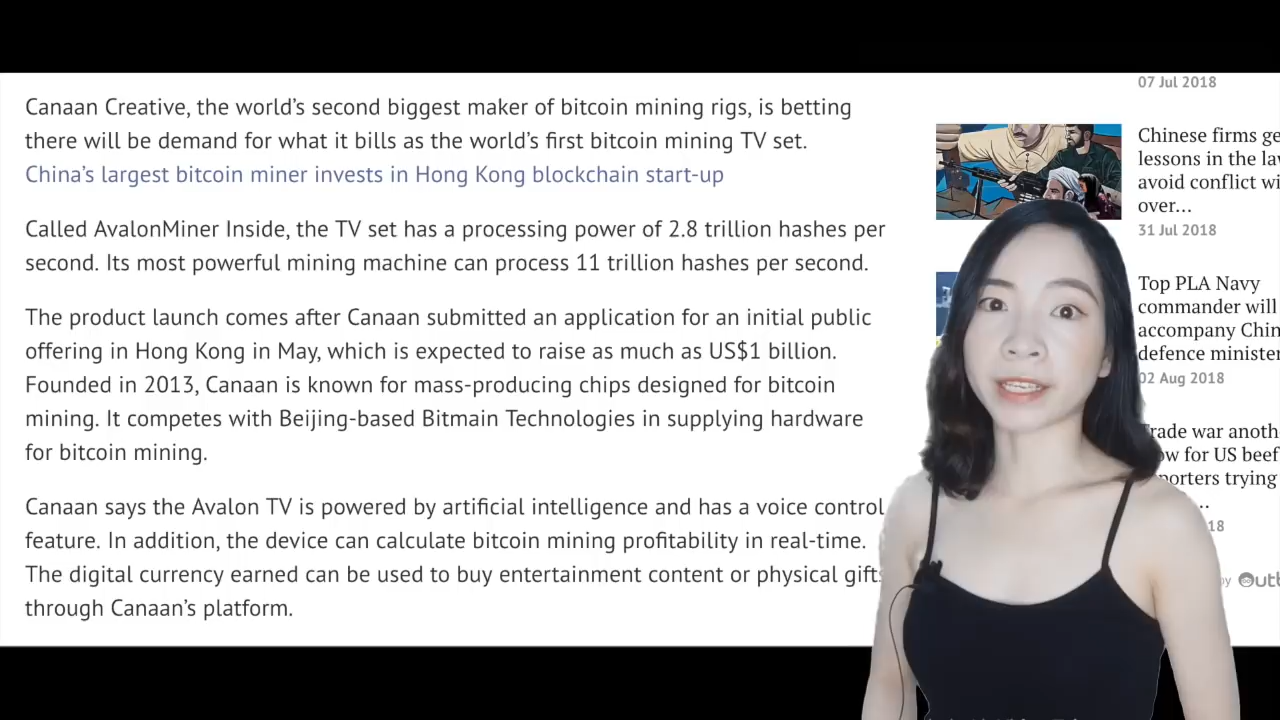 Canaan Creative, the world's second biggest maker of bitcoin mining rigs, is betting
there will be demand for what it bills as the world's first bitcoin mining TV set.
China's largest bitcoin miner invests in Hong Kong blockchain start-up
Called AvalonMiner Inside, the TV set has a processing power of 2.8 trillion hashes per
second. Its most powerful mining machine can process 11 trillion hashes per second.
The product launch comes after Canaan submitted an application for an initial public
offering in Hong Kong in May, which is expected to raise as much as US$1 billion.
Founded in 2013, Canaan is known for mass-producing chips designed for bitcoin
mining. It competes with Beijing-based Bitmain Technologies in supplying hardware
for bitcoin mining.
Canaan says the Avalon TV is powered by artificial intelligence and has a voice control
feature. In addition, the device can calculate bitcoin mining profitability in real-time.
The digital currency earned can be used to buy entertainment content or physical gifts
through Canaan's platform.
07 Jul 2018
Chinese firms ge
lessons in the la
avoid conflict wi
over...
31 Jul 2018
Top PLA Navy
commander will
accompany Chin
defence minister
02 Aug 2018
Trade war anoth
for US beef
trying
...
18
by Outb